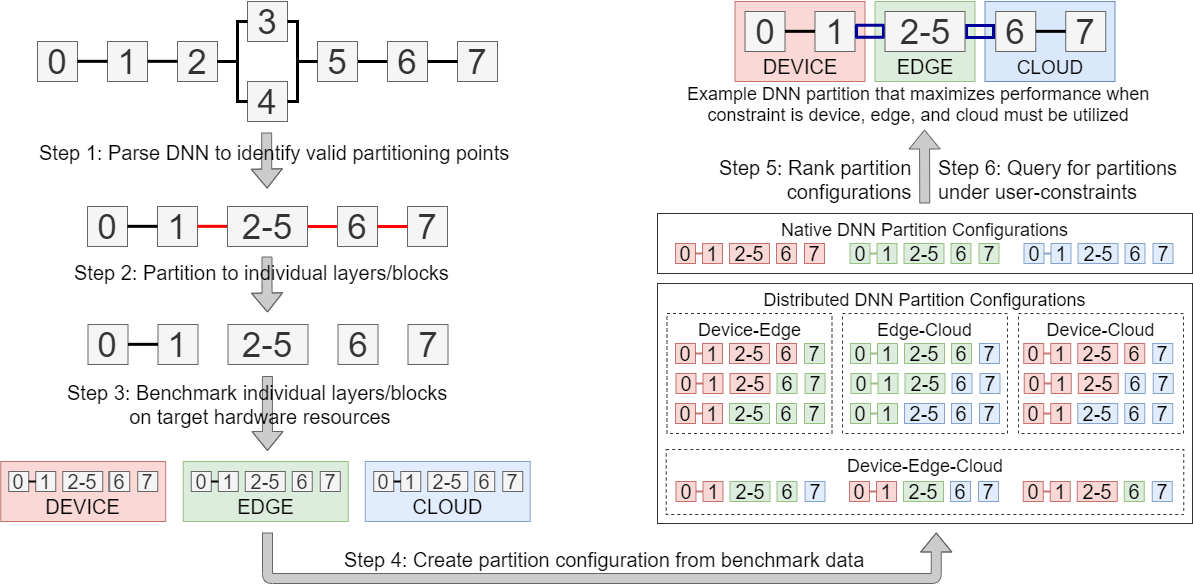 3
0 1 2 5 6 7
4
Step 1: Parse DNN to identify valid partitioning points
0 1 2-5 6 7
Step 2: Partition to individual layers/blocks
0 1 2-5 6 7
Step 3: Benchmark individual layers/blocks
on target hardware resources
0 1 2-5 6 7
DEVICE
0 1 2-5 6 7
EDGE
0 1 2-5 6 7
CLOUD
Step 4: Create partition configuration from benchmark data
0 1 2-5 6 7
DEVICE EDGE CLOUD
Example DNN partition that maximizes performance when
constraint is device, edge, and cloud must be utilized
Step 5: Rank partition
configurations
Step 6: Query for partitions
under user-constraints
Native DNN Partition Configurations
0 1 2-5 6 7 0 1 2-5 6 7 0 1 2-5 6 7
Distributed DNN Partition Configurations
Device-Edge
0 1 2-5 6 7
0 1 2-5 6 7
0 1 2-5 6 7
Edge-Cloud
0 1 2-5 6 7
0 1 2-5 6 7
0 1 2-5 6 7
Device-Cloud
0 1 2-5 6 7
0 1 2-5 6 7
0 1 2-5 6 7
Device-Edge-Cloud
0 1 2-5 6 7 0 1 2-5 6 7 0 1 2-5 6 7